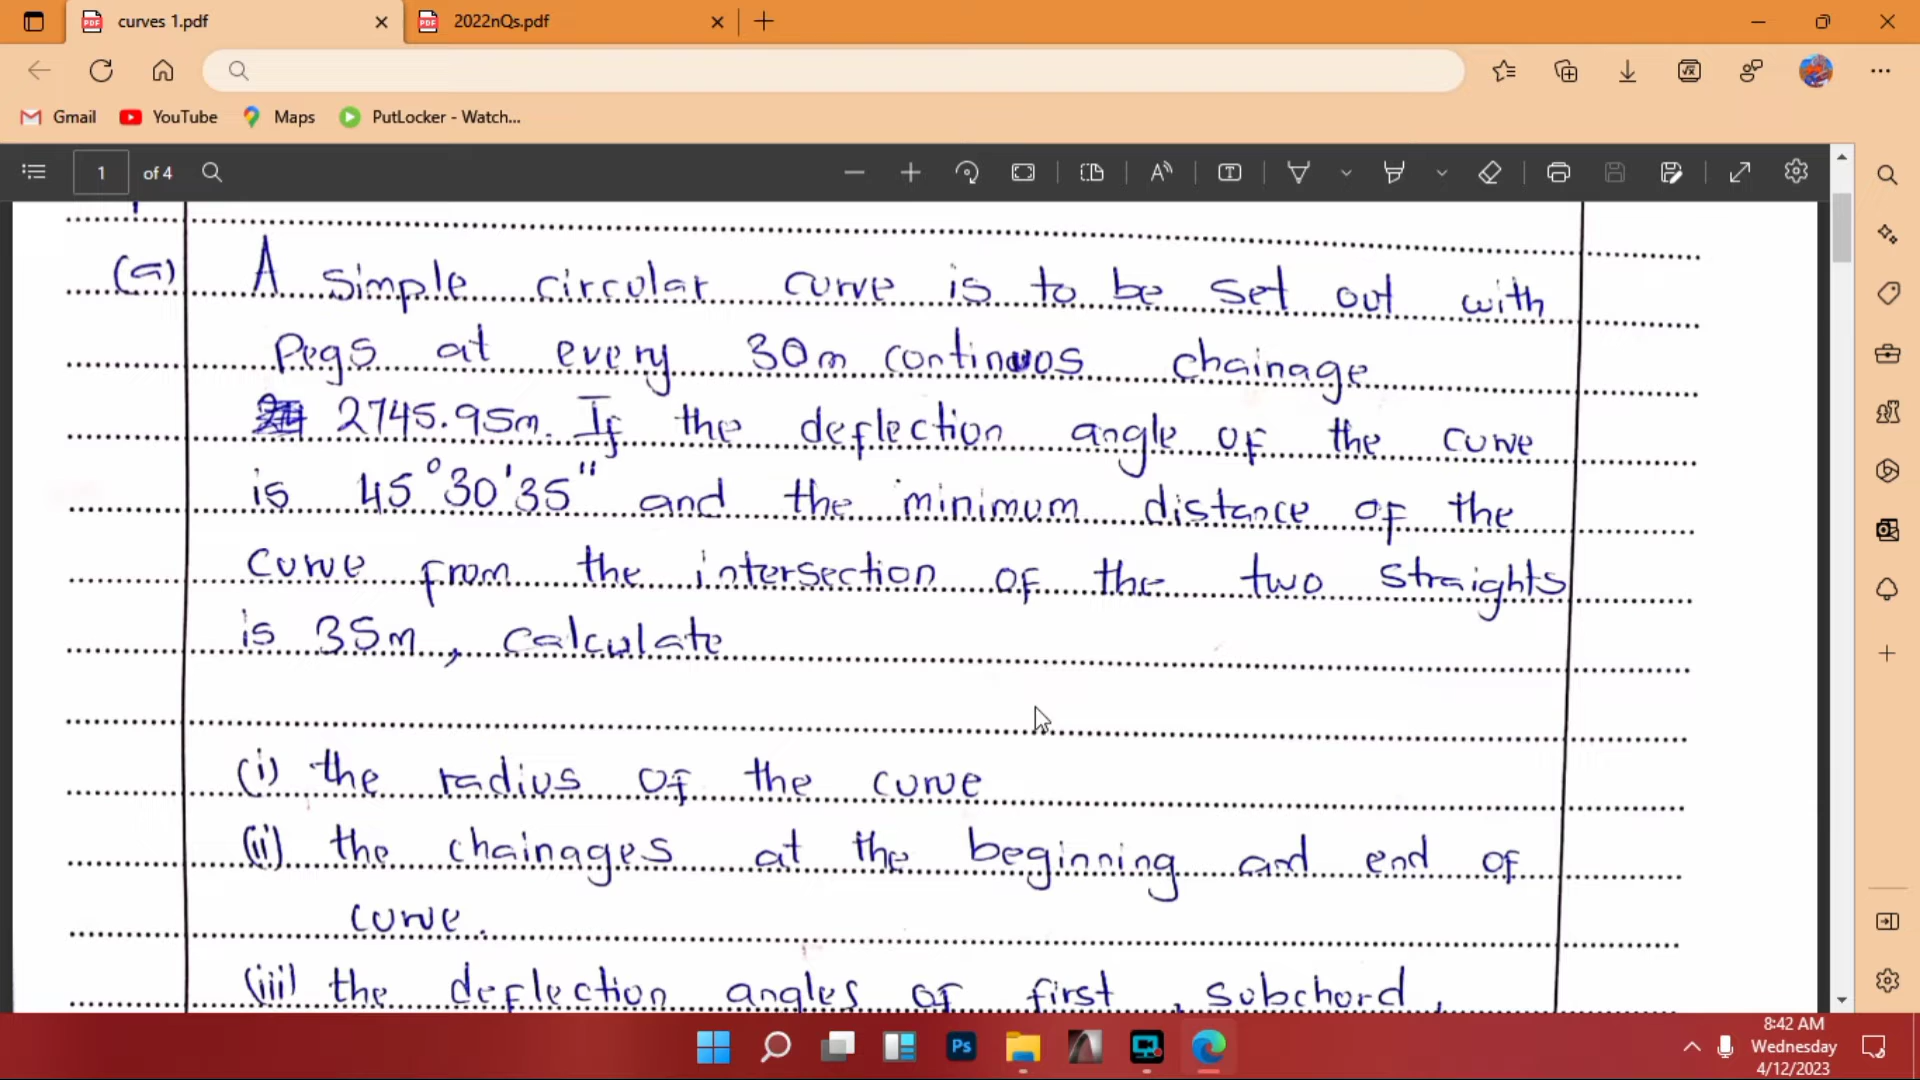 curves 1.pdf
2022nQs.pdf
Gmail
YouTube
Maps
PutLocker - Watch...
1 of 4
(a) A simple circular curve is to be set out with
Pegs at every 30m continuos chainage
2745.95m. If the deflection angle of the curve
is 45°30'35" and the minimum distance of the
curve from the intersection of the two straights
is 35m, calculate
(i) the radius of the curve
(ii) the chainages at the beginning and end of
curve.
(iii) the deflection angles of first, subchord,
Ps
8:42 AM
Wednesday
4/12/2023